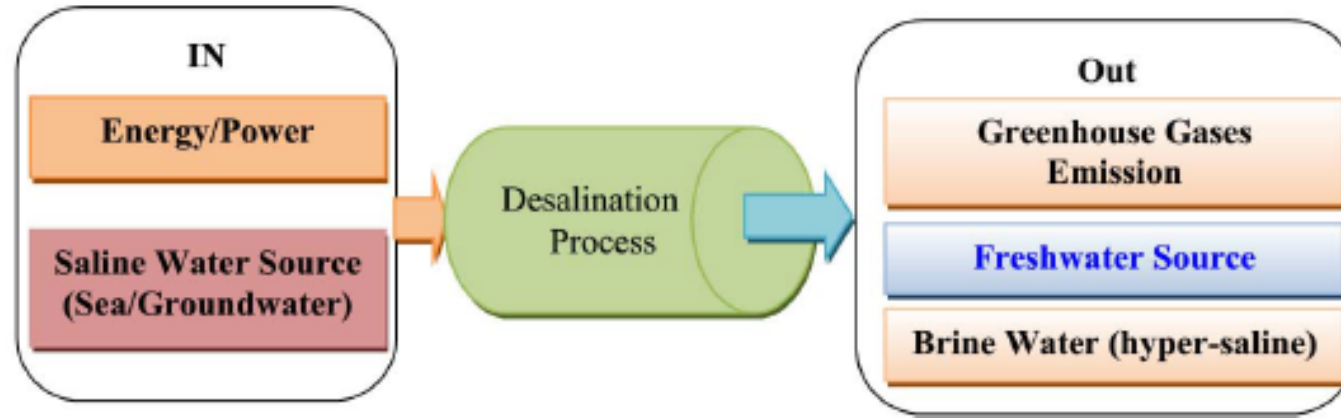 IN
Energy/Power
Saline Water Source
(Sea/Groundwater)
Desalination
Process
Out
Greenhouse Gases
Emission
Freshwater Source
Brine Water (hyper-saline)